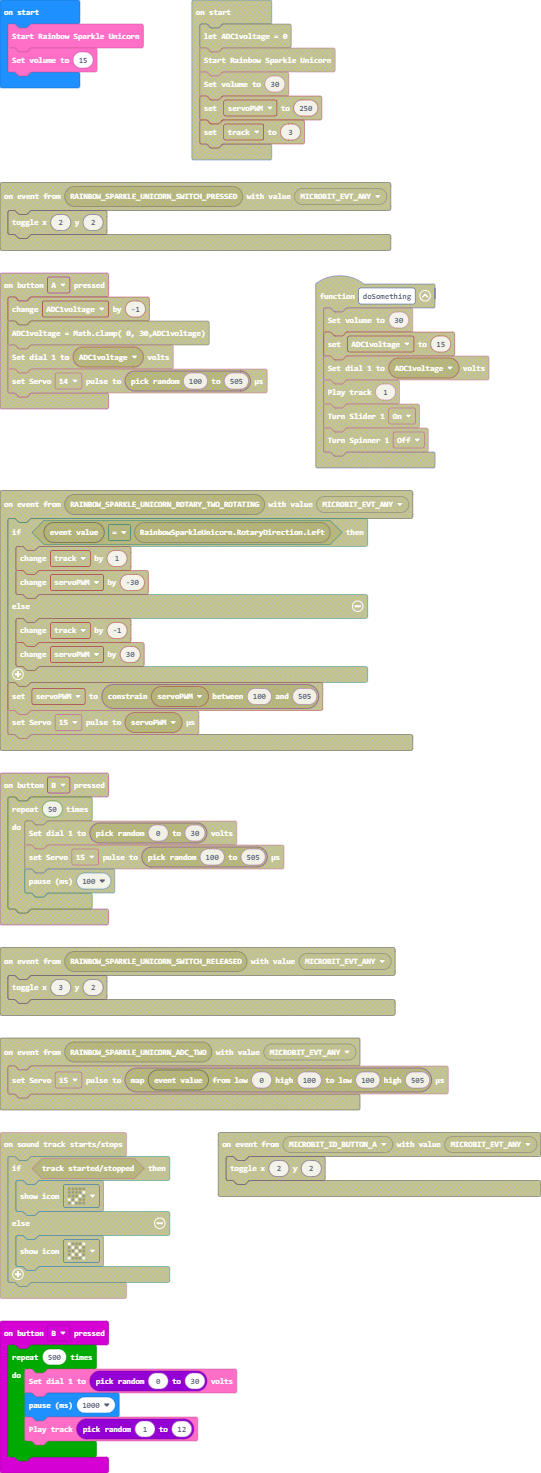 on start
Start Rainbow Sparkle Unicorn
Set volume to 15
on start
let ADC1voltage = 0
Start Rainbow Sparkle Unicorn
Set volume to 30
set servoPWM to 250
set track to 3
on event from RAINBOW_SPARKLE_UNICORN_SWITCH_PRESSED with value MICROBIT_EVT_ANY
toggle x 2 y 2
on button A pressed
change ADC1voltage by -1
ADC1voltage = Math.clamp( 0, 30,ADC1voltage)
Set dial 1 to ADC1voltage volts
set Servo 14 pulse to pick random 100 to 505 µs
function doSomething
Set volume to 30
set ADC1voltage to 15
Set dial 1 to ADC1voltage volts
Play track 1
Turn Slider 1 On
Turn Spinner 1 Off
on event from RAINBOW_SPARKLE_UNICORN_ROTARY_TWO_ROTATING with value MICROBIT_EVT_ANY
if event value = RainbowSparkleUnicorn.RotaryDirection.Left then
change track by 1
change servoPWM by -30
else
change track by -1
change servoPWM by 30
set servoPWM to constrain servoPWM between 100 and 505
set Servo 15 pulse to servoPWM µs
on button B pressed
repeat 50 times
do Set dial 1 to pick random 0 to 30 volts
set Servo 15 pulse to pick random 100 to 505 µs
pause (ms) 100
on event from RAINBOW_SPARKLE_UNICORN_SWITCH_RELEASED with value MICROBIT_EVT_ANY
toggle x 3 y 2
on event from RAINBOW_SPARKLE_UNICORN_ADC_TWO with value MICROBIT_EVT_ANY
set Servo 15 pulse to map event value from low 0 high 100 to low 100 high 505 µs
on sound track starts/stops
if track started/stopped then
show icon
else
show icon
on event from MICROBIT_ID_BUTTON_A with value MICROBIT_EVT_ANY
toggle x 2 y 2
on button B pressed
repeat 500 times
do Set dial 1 to pick random 0 to 30 volts
pause (ms) 1000
Play track pick random 1 to 12